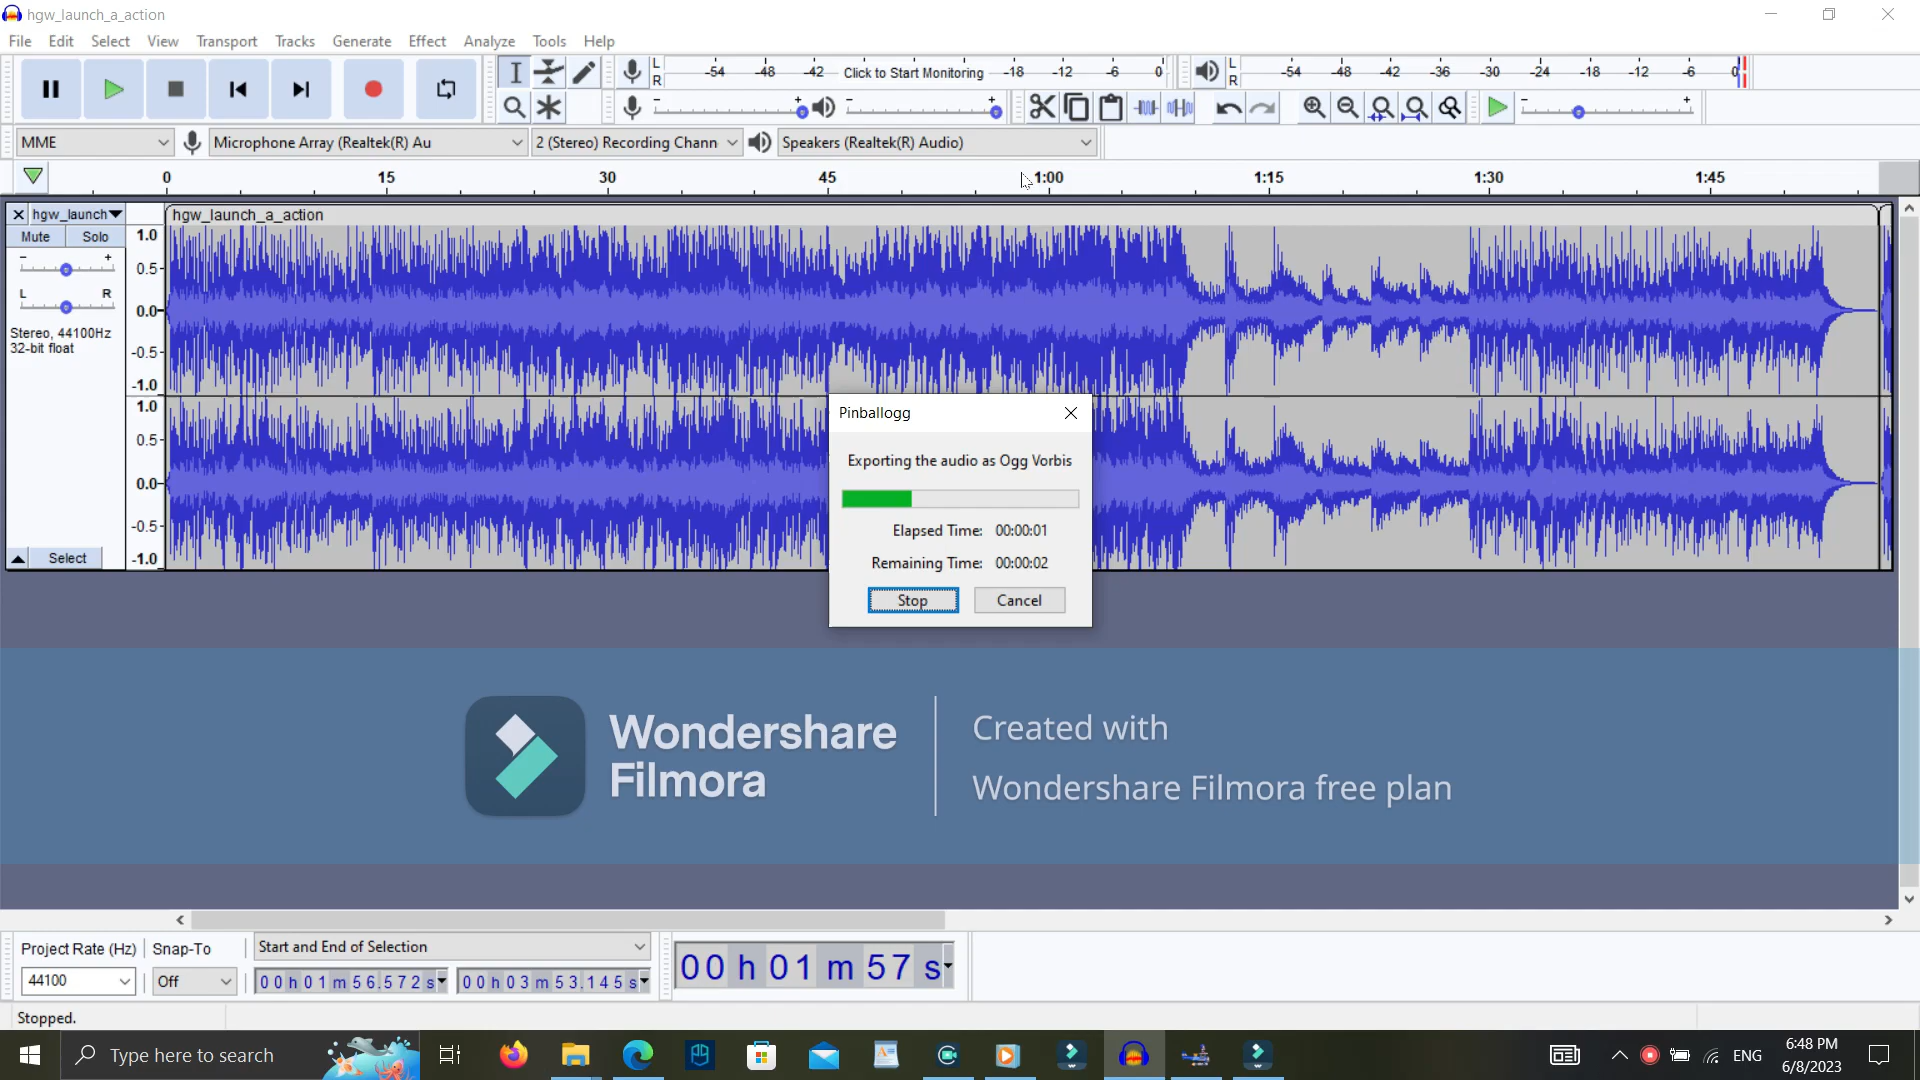 hgw_launch_a_action
File Edit Select View Transport Tracks Generate Effect Analyze Tools Help
L R -54 -48 -42 Click to Start Monitoring -18 -12 -6 0 L R -54 -48 -42 -36 -30 -24 -18 -12 -6 0
- + - + - +
MME Microphone Array (Realtek(R) Au 2 (Stereo) Recording Chann Speakers (Realtek(R) Audio)
0 15 30 45 1:00 1:15 1:30 1:45
hgw_launch hgw_launch_a_action
Mute Solo
- +
L R
Stereo, 44100Hz
32-bit float
Select
1.0
0.5
0.0
-0.5
-1.0
1.0
0.5
0.0
-0.5
-1.0
Pinballogg
Exporting the audio as Ogg Vorbis
Elapsed Time: 00:00:01
Remaining Time: 00:00:02
Stop Cancel
Wondershare
Filmora
Created with
Wondershare Filmora free plan
Project Rate (Hz) Snap-To Start and End of Selection
44100 Off 00 h 01 m 56.572 s 00 h 03 m 53.145 s 00 h 01 m 57 s
Stopped.
Type here to search
ENG
6:48 PM
6/8/2023